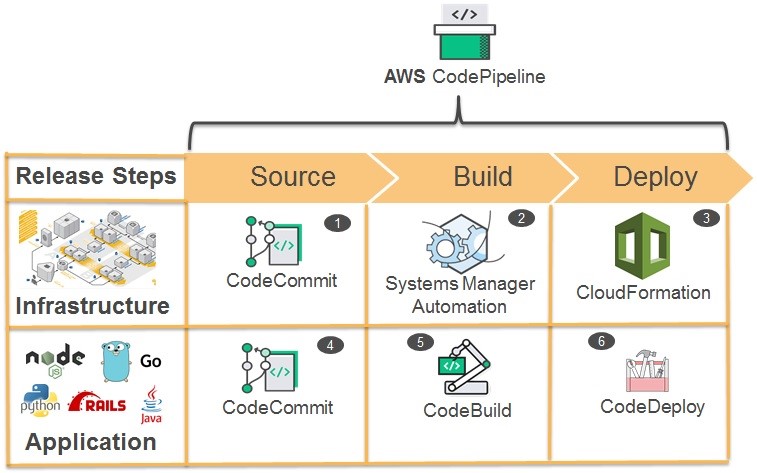 </>
AWS CodePipeline
Release Steps
Source
Build
Deploy
Infrastructure
1
</>
CodeCommit
2
Systems Manager
Automation
3
CloudFormation
node
JS
Go
python
RAILS
Java
Application
4
</>
CodeCommit
5
</>
CodeBuild
6
CodeDeploy